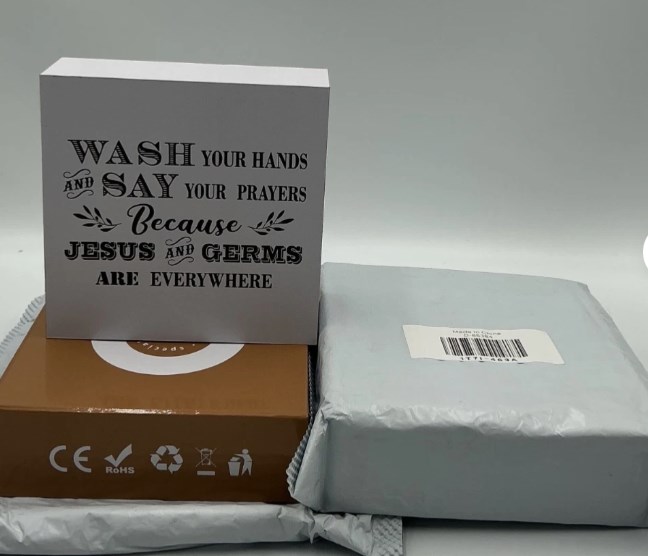 WASH YOUR HANDS
AND SAY YOUR PRAYERS
Because
JESUS AND GERMS
ARE EVERYWHERE
CE
RoHS